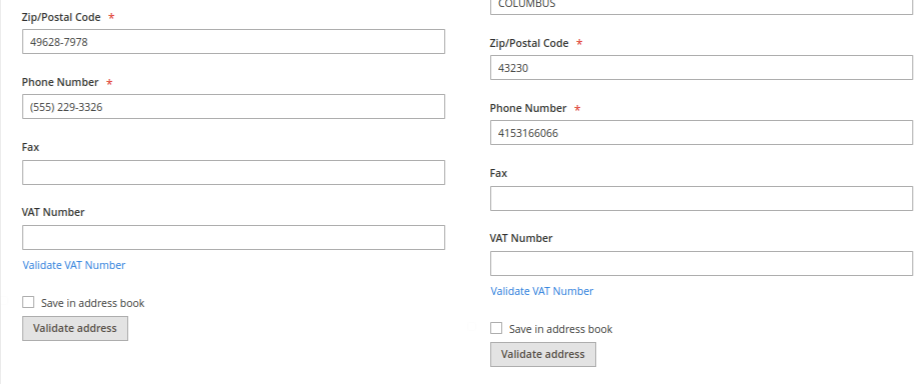 Zip/Postal Code *
49628-7978
Phone Number *
(555) 229-3326
Fax
VAT Number
Validate VAT Number
Save in address book
Validate address
COLUMBUS
Zip/Postal Code *
43230
Phone Number *
4153166066
Fax
VAT Number
Validate VAT Number
Save in address book
Validate address